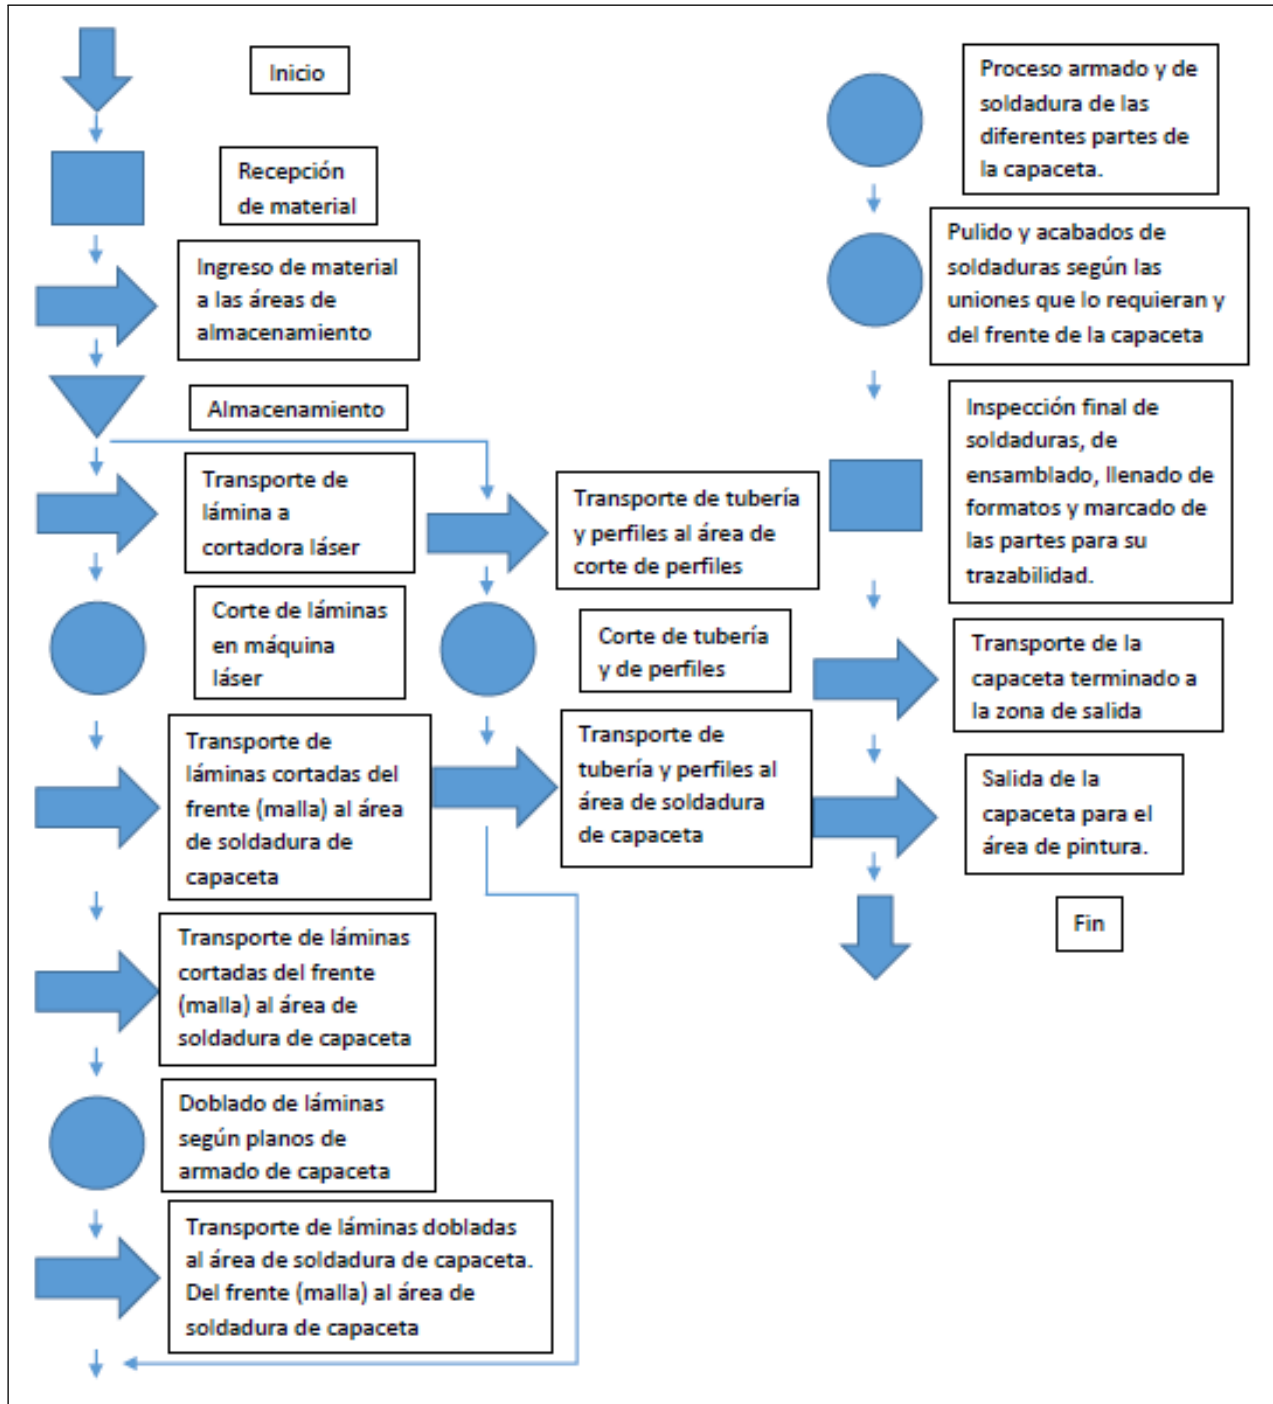 Inicio
Recepción
de material
Ingreso de material
a las áreas de
almacenamiento
Almacenamiento
Transporte de
lámina a
cortadora láser
Corte de láminas
en máquina
láser
Transporte de
láminas cortadas del
frente (malla) al área
de soldadura de
capaceta
Transporte de láminas
cortadas del frente
(malla) al área de
soldadura de capaceta
Doblado de láminas
según planos de
armado de capaceta
Transporte de láminas dobladas
al área de soldadura de capaceta.
Del frente (malla) al área de
soldadura de capaceta
Transporte de tubería
y perfiles al área de
corte de perfiles
Corte de tubería
y de perfiles
Transporte de
tubería y perfiles al
área de soldadura
de capaceta
Proceso armado y de
soldadura de las
diferentes partes de
la capaceta.
Pulido y acabados de
soldaduras según las
uniones que lo requieran y
del frente de la capaceta
Inspección final de
soldaduras, de
ensamblado, llenado de
formatos y marcado de
las partes para su
trazabilidad.
Transporte de la
capaceta terminado a
la zona de salida
Salida de la
capaceta para el
área de pintura.
Fin